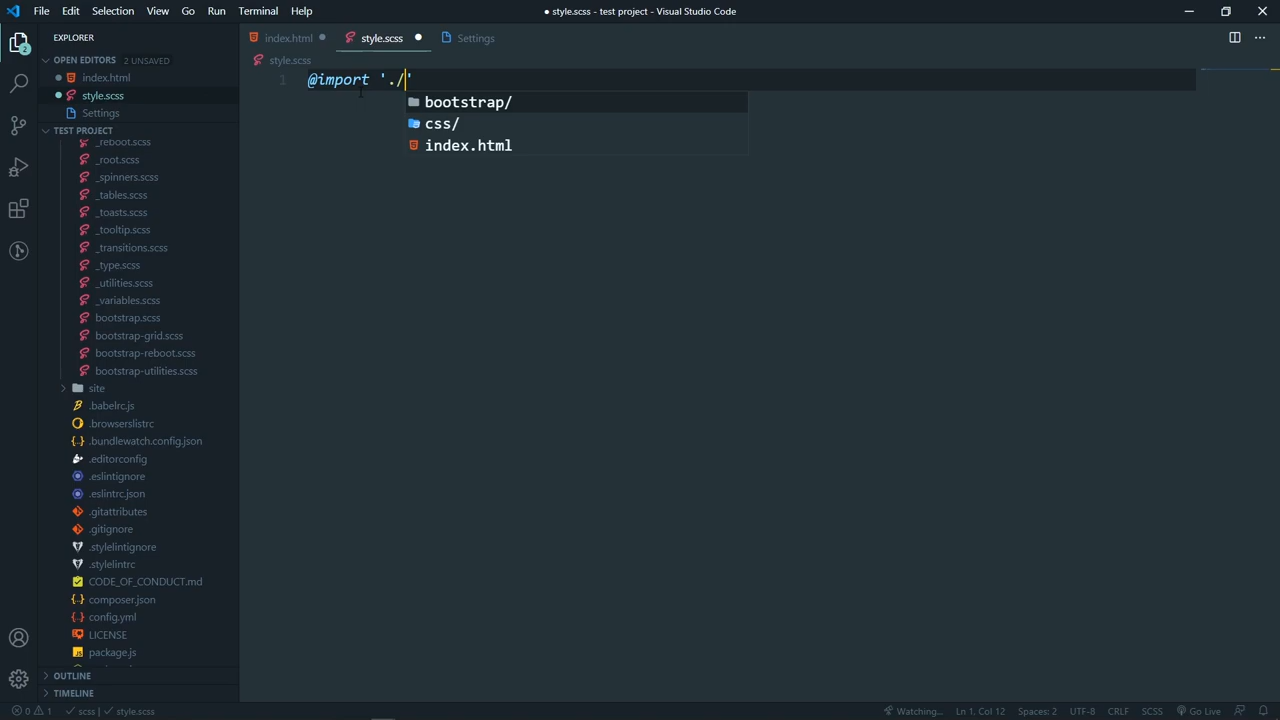 File Edit Selection View Go Run Terminal Help
● style.scss - test project - Visual Studio Code
EXPLORER
OPEN EDITORS 2 UNSAVED
index.html
style.scss
Settings
TEST PROJECT
_reboot.scss
_root.scss
_spinners.scss
_tables.scss
_toasts.scss
_tooltip.scss
_transitions.scss
_type.scss
_utilities.scss
_variables.scss
bootstrap.scss
bootstrap-grid.scss
bootstrap-reboot.scss
bootstrap-utilities.scss
site
.babelrc.js
.browserslistrc
.bundlewatch.config.json
.editorconfig
.eslintignore
.eslintrc.json
.gitattributes
.gitignore
.stylelintignore
.stylelintrc
CODE_OF_CONDUCT.md
composer.json
config.yml
LICENSE
package.js
OUTLINE
TIMELINE
2
index.html
style.scss
Settings
style.scss
1 @import './'
bootstrap/
css/
index.html
0 1 scss | style.scss
Watching... Ln 1, Col 12 Spaces: 2 UTF-8 CRLF SCSS Go Live